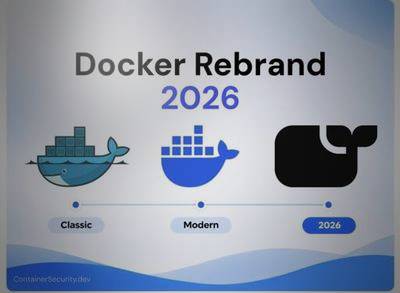 Docker Rebrand
2026
Classic
Modern
2026
ContainerSecurity.dev